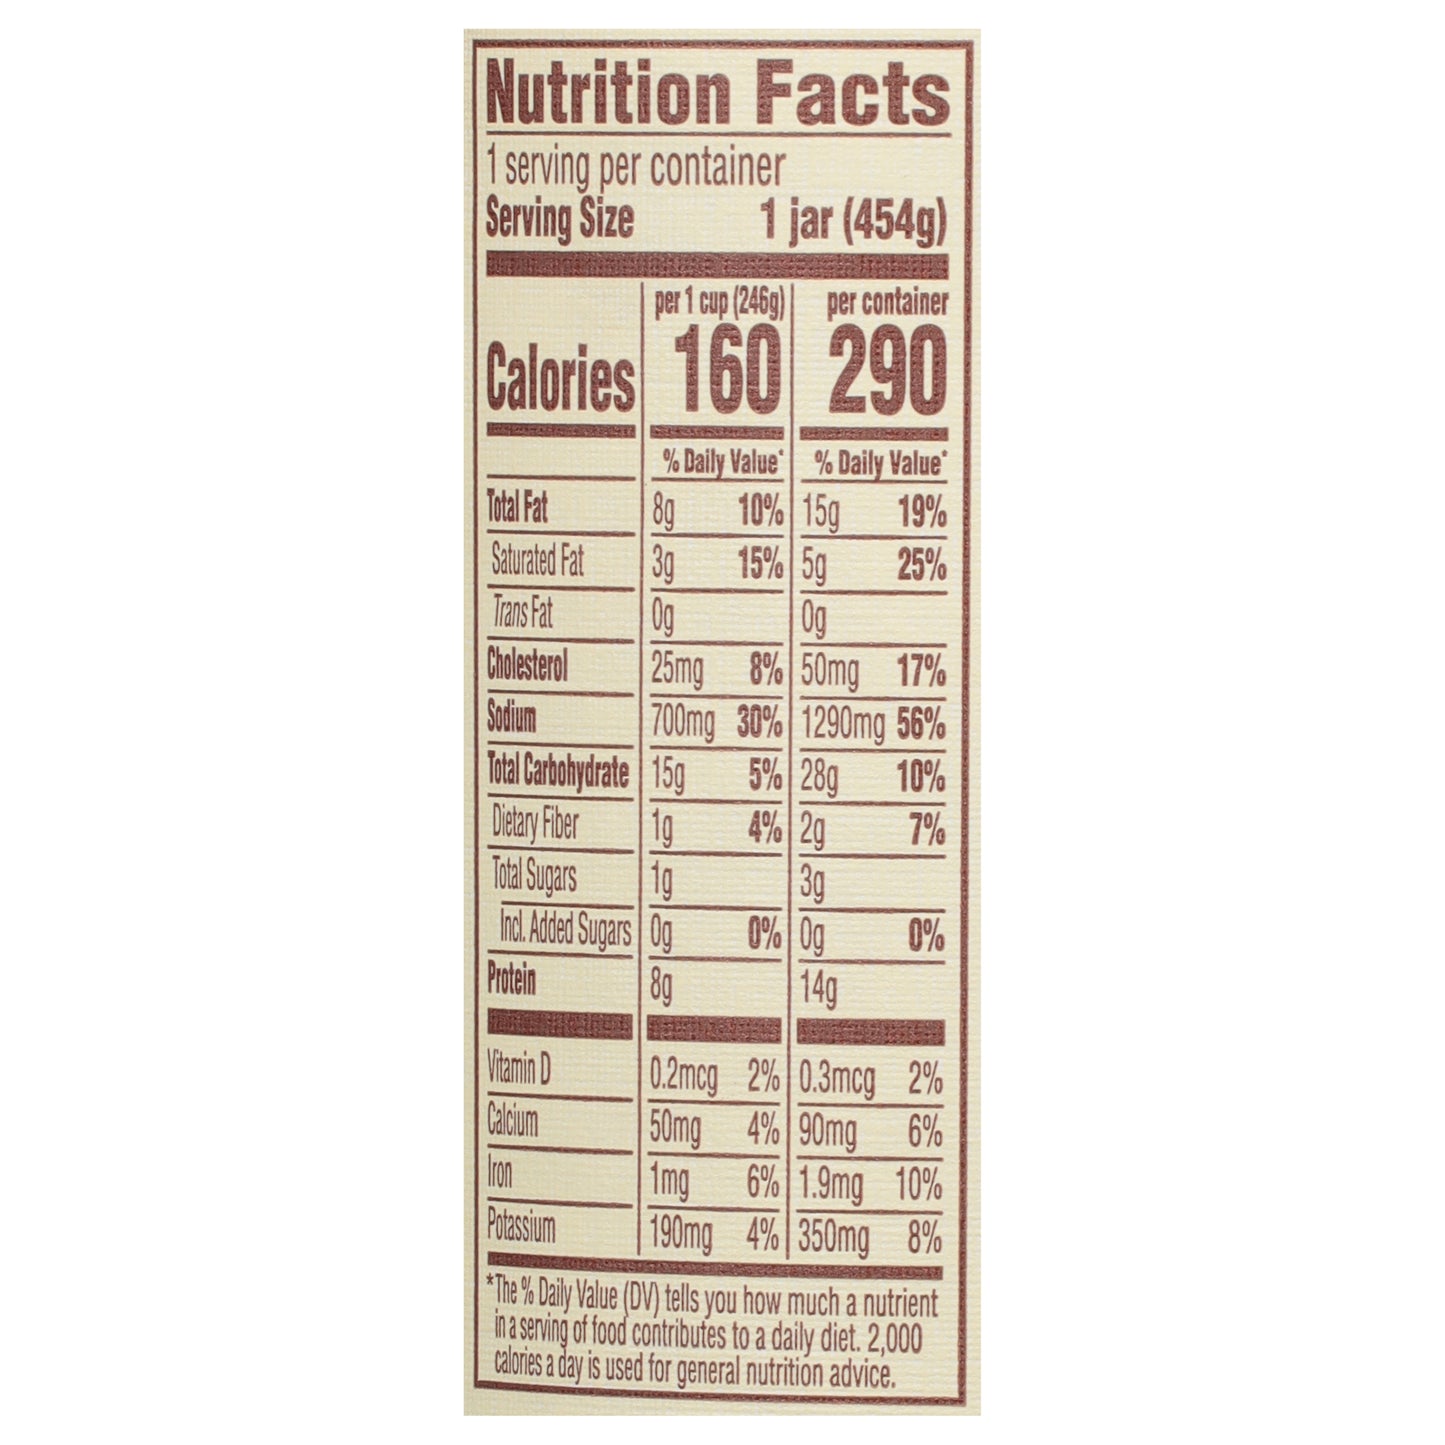 Nutrition Facts
1 serving per container
Serving Size 1 jar (454g)
per 1 cup (246g) per container
Calories 160 290
% Daily Value* % Daily Value*
Total Fat 8g 10% 15g 19%
Saturated Fat 3g 15% 5g 25%
Trans Fat 0g 0g
Cholesterol 25mg 8% 50mg 17%
Sodium 700mg 30% 1290mg 56%
Total Carbohydrate 15g 5% 28g 10%
Dietary Fiber 1g 4% 2g 7%
Total Sugars 1g 3g
Incl. Added Sugars 0g 0% 0g 0%
Protein 8g 14g
Vitamin D 0.2mcg 2% 0.3mcg 2%
Calcium 50mg 4% 90mg 6%
Iron 1mg 6% 1.9mg 10%
Potassium 190mg 4% 350mg 8%
*The % Daily Value (DV) tells you how much a nutrient
in a serving of food contributes to a daily diet. 2,000
calories a day is used for general nutrition advice.